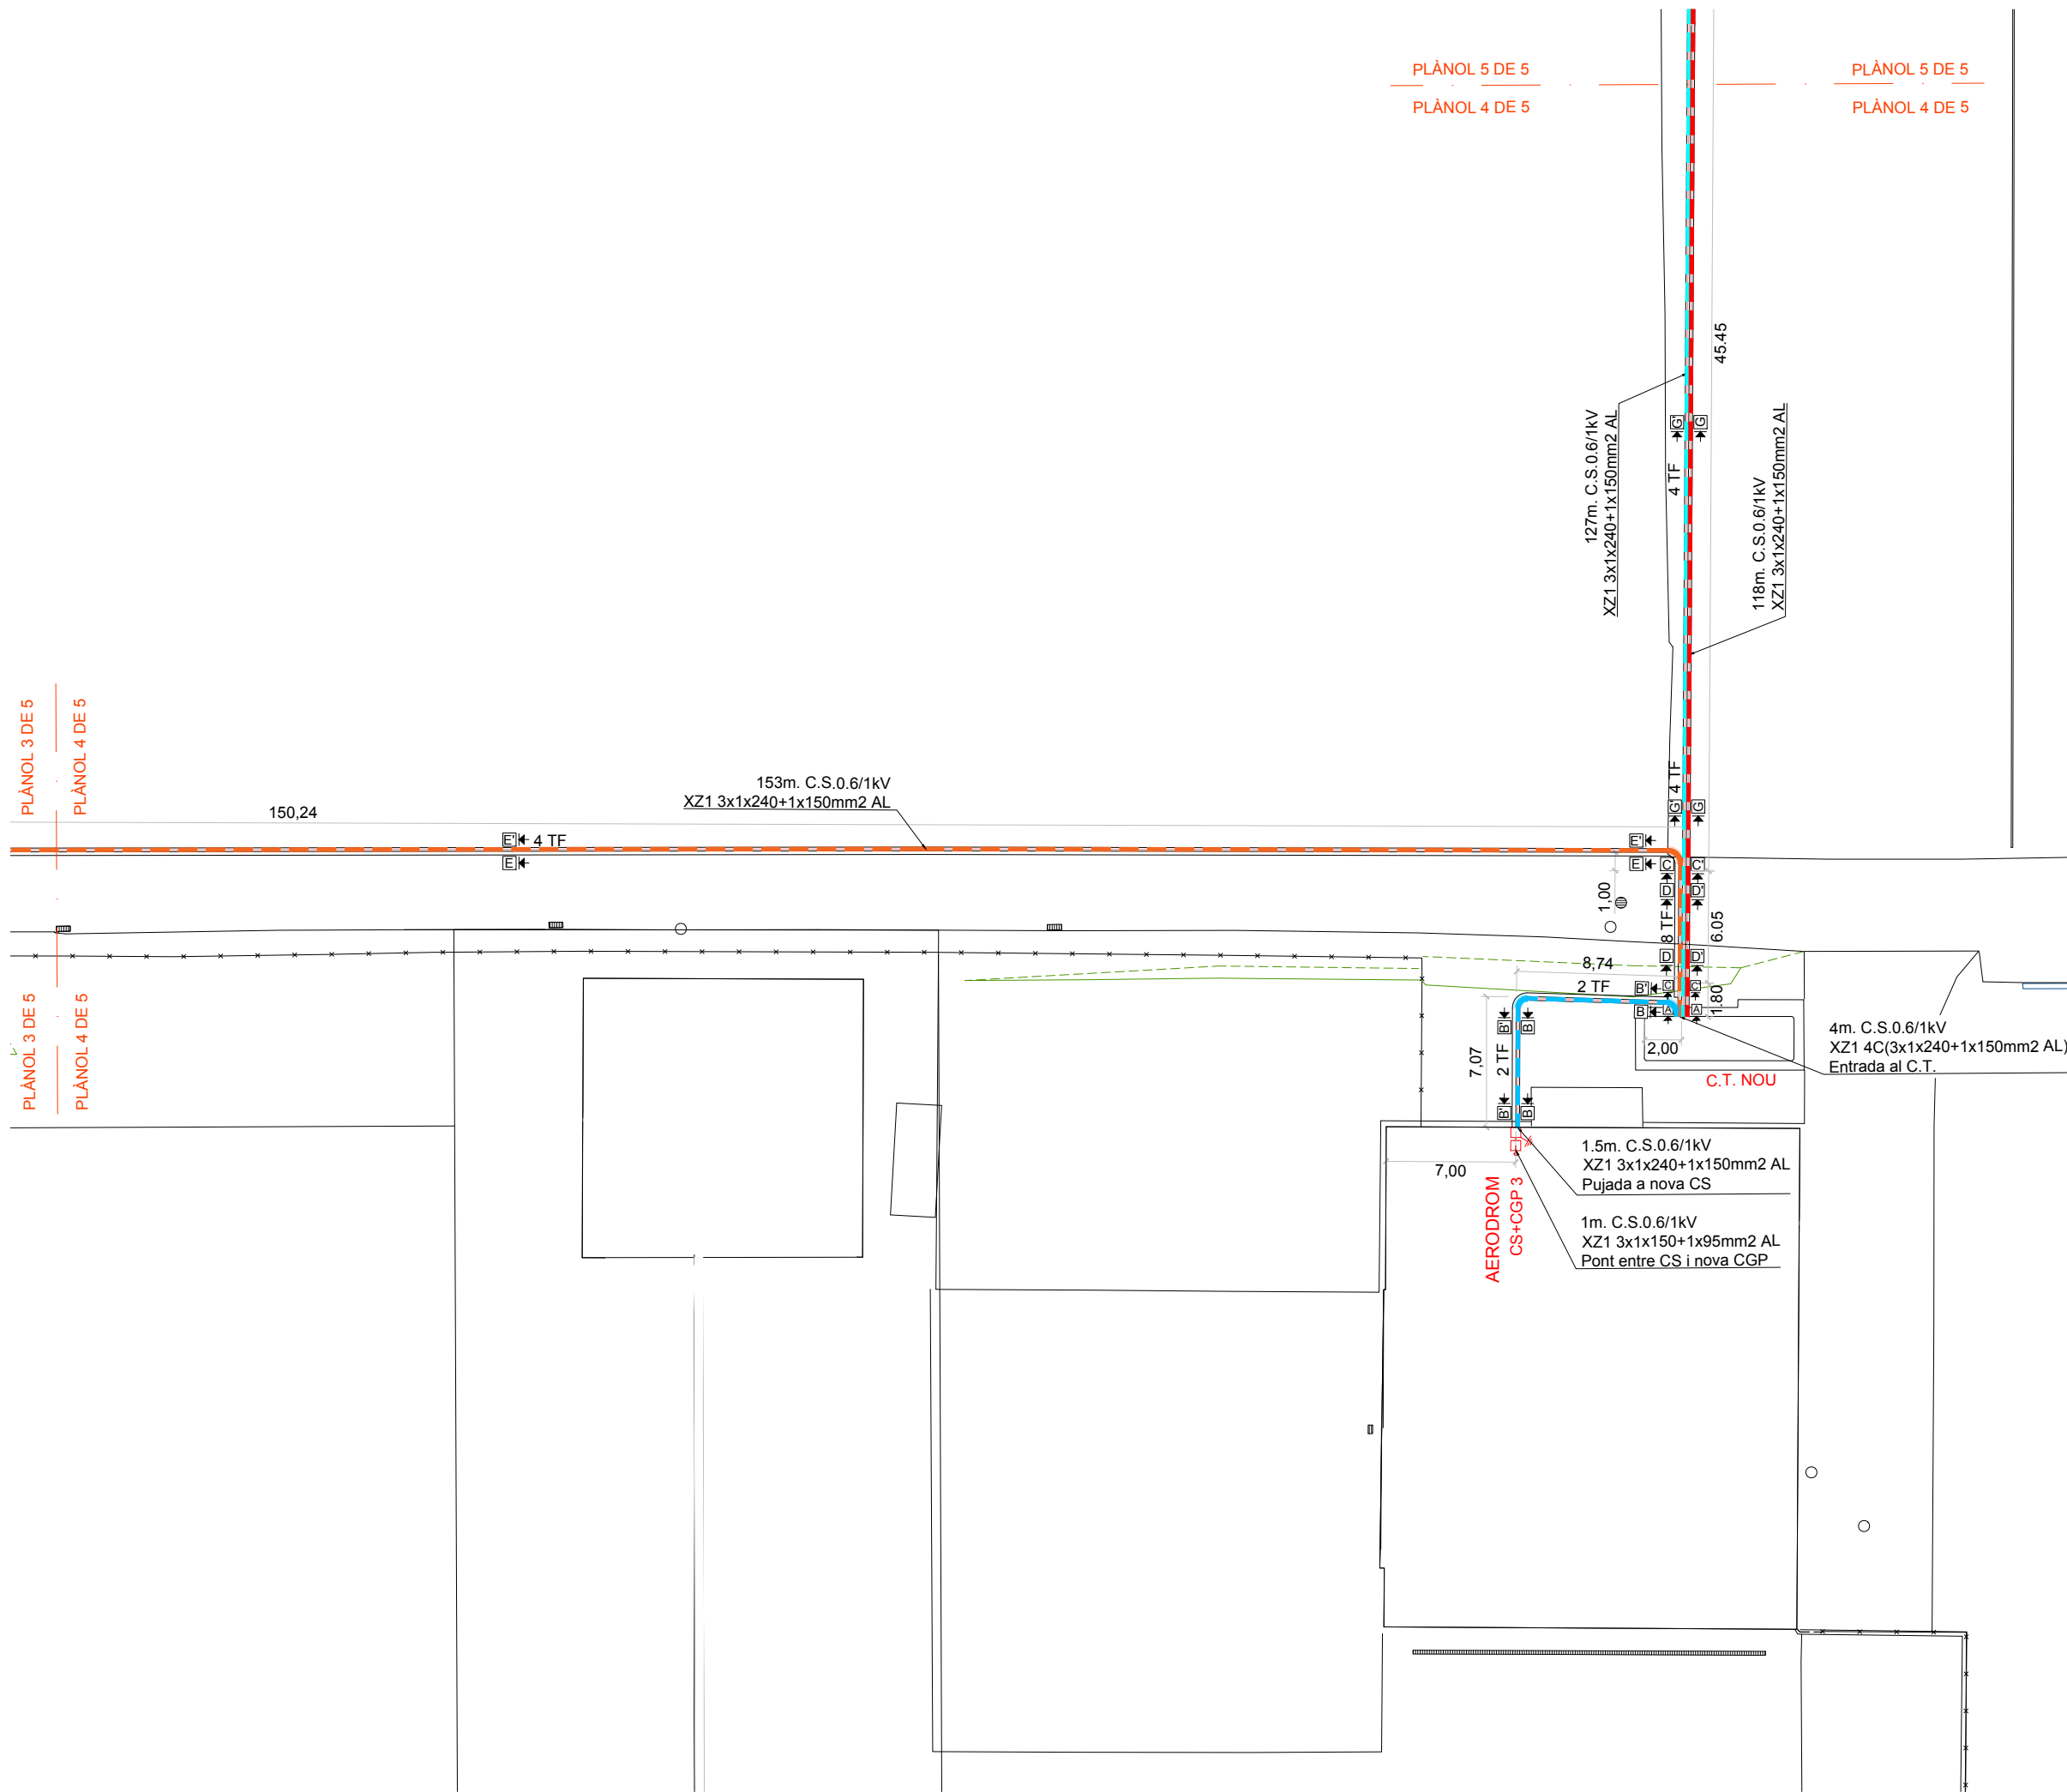 PLÀNOL 5 DE 5
PLÀNOL 5 DE 5
PLÀNOL 4 DE 5
PLÀNOL 4 DE 5
45.45
127m. C.S.0.6/1kV
XZ1 3x1x240+1x150mm2 AL
G'
G
4 TF
118m. C.S.0.6/1kV
XZ1 3x1x240+1x150mm2 AL
PLÀNOL 3 DE 5
PLÀNOL 4 DE 5
153m. C.S.0.6/1kV
XZ1 3x1x240+1x150mm2 AL
150,24
4 TF
G'
G
E'
4 TF
E
E'
E
C
C'
D
D'
1,00
8 TF
6.05
D
D'
8,74
2 TF
B'
B
C
C'
A
A'
1.80
PLÀNOL 3 DE 5
PLÀNOL 4 DE 5
B'
B
7,07
2 TF
2,00
C.T. NOU
4m. C.S.0.6/1kV
XZ1 4C(3x1x240+1x150mm2 AL)
Entrada al C.T.
B'
B
7,00
1.5m. C.S.0.6/1kV
XZ1 3x1x240+1x150mm2 AL
Pujada a nova CS
AERODROM
CS+CGP 3
1m. C.S.0.6/1kV
XZ1 3x1x150+1x95mm2 AL
Pont entre CS i nova CGP